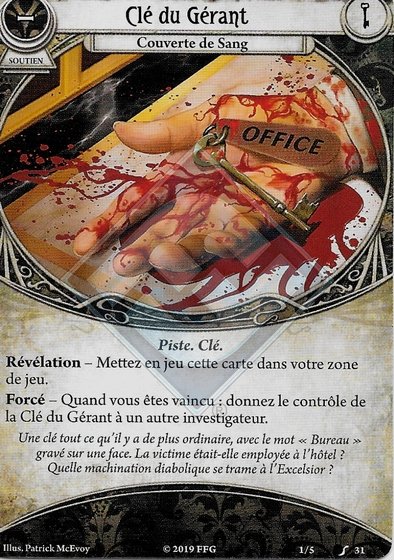 Clé du Gérant
Couverte de Sang
SOUTIEN
OFFICE
Piste. Clé.
Révélation – Mettez en jeu cette carte dans votre zone
de jeu.
Forcé – Quand vous êtes vaincu : donnez le contrôle de
la Clé du Gérant à un autre investigateur.
Une clé tout ce qu'il y a de plus ordinaire, avec le mot « Bureau »
gravé sur une face. La victime était-elle employée à l'hôtel ?
Quelle machination diabolique se trame à l'Excelsior ?
Illus. Patrick McEvoy © 2019 FFG 1/5 31